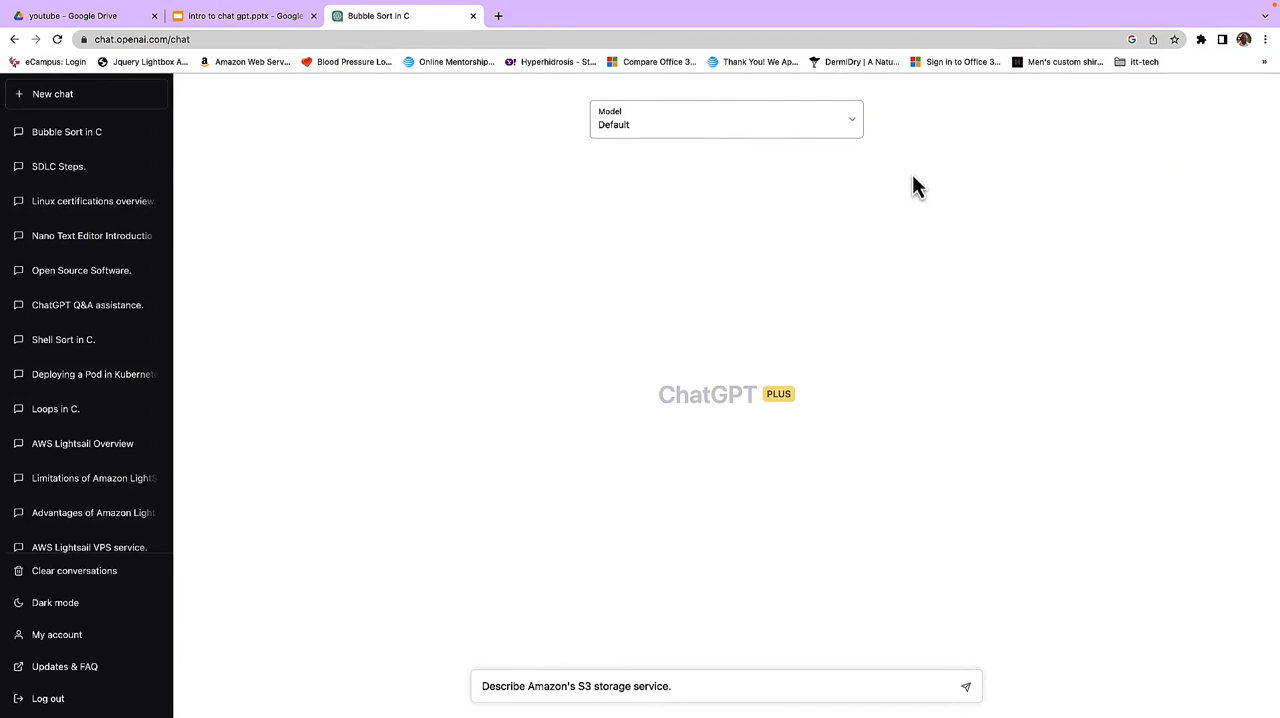 youtube - Google Drive
intro to chat gpt.pptx - Google
Bubble Sort in C
chat.openai.com/chat
eCampus: Login
Jquery Lightbox A...
Amazon Web Serv...
Blood Pressure Lo...
Online Mentorship...
Hyperhidrosis - St...
Compare Office 3...
Thank You! We Ap...
DermiDry | A Natu...
Sign in to Office 3...
Men's custom shir...
itt-tech
New chat
Model
Default
Bubble Sort in C
SDLC Steps.
Linux certifications overview.
Nano Text Editor Introductio
Open Source Software.
ChatGPT Q&A assistance.
Shell Sort in C.
Deploying a Pod in Kubernete
ChatGPT PLUS
Loops in C.
AWS Lightsail Overview
Limitations of Amazon LightS
Advantages of Amazon Light
AWS Lightsail VPS service.
Clear conversations
Dark mode
My account
Updates & FAQ
Log out
Describe Amazon's S3 storage service.